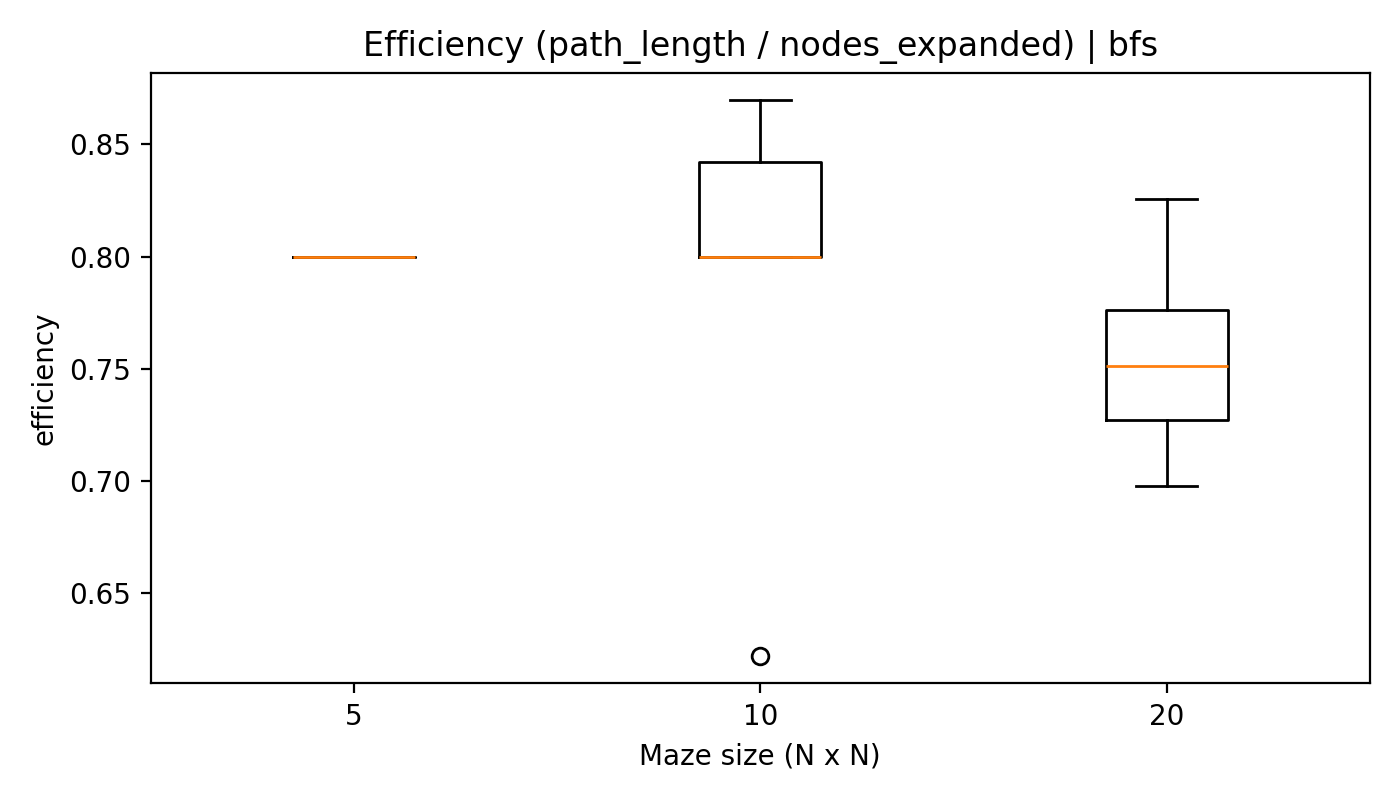 Efficiency (path_length / nodes_expanded) | bfs
0.85
0.80
0.75
0.70
0.65
efficiency
5 10 20
Maze size (N x N)